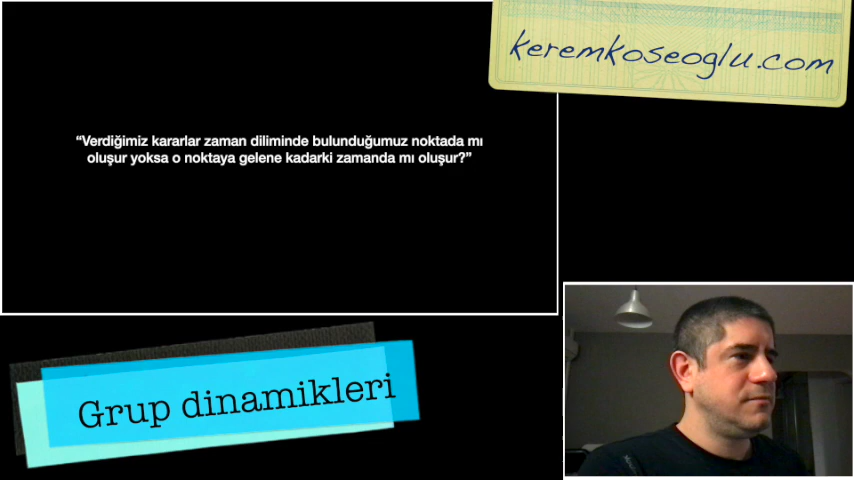 keremkoseoglu.com
“Verdiğimiz kararlar zaman diliminde bulunduğumuz noktada mı
oluşur yoksa o noktaya gelene kadarki zamanda mı oluşur?”
Grup dinamikleri